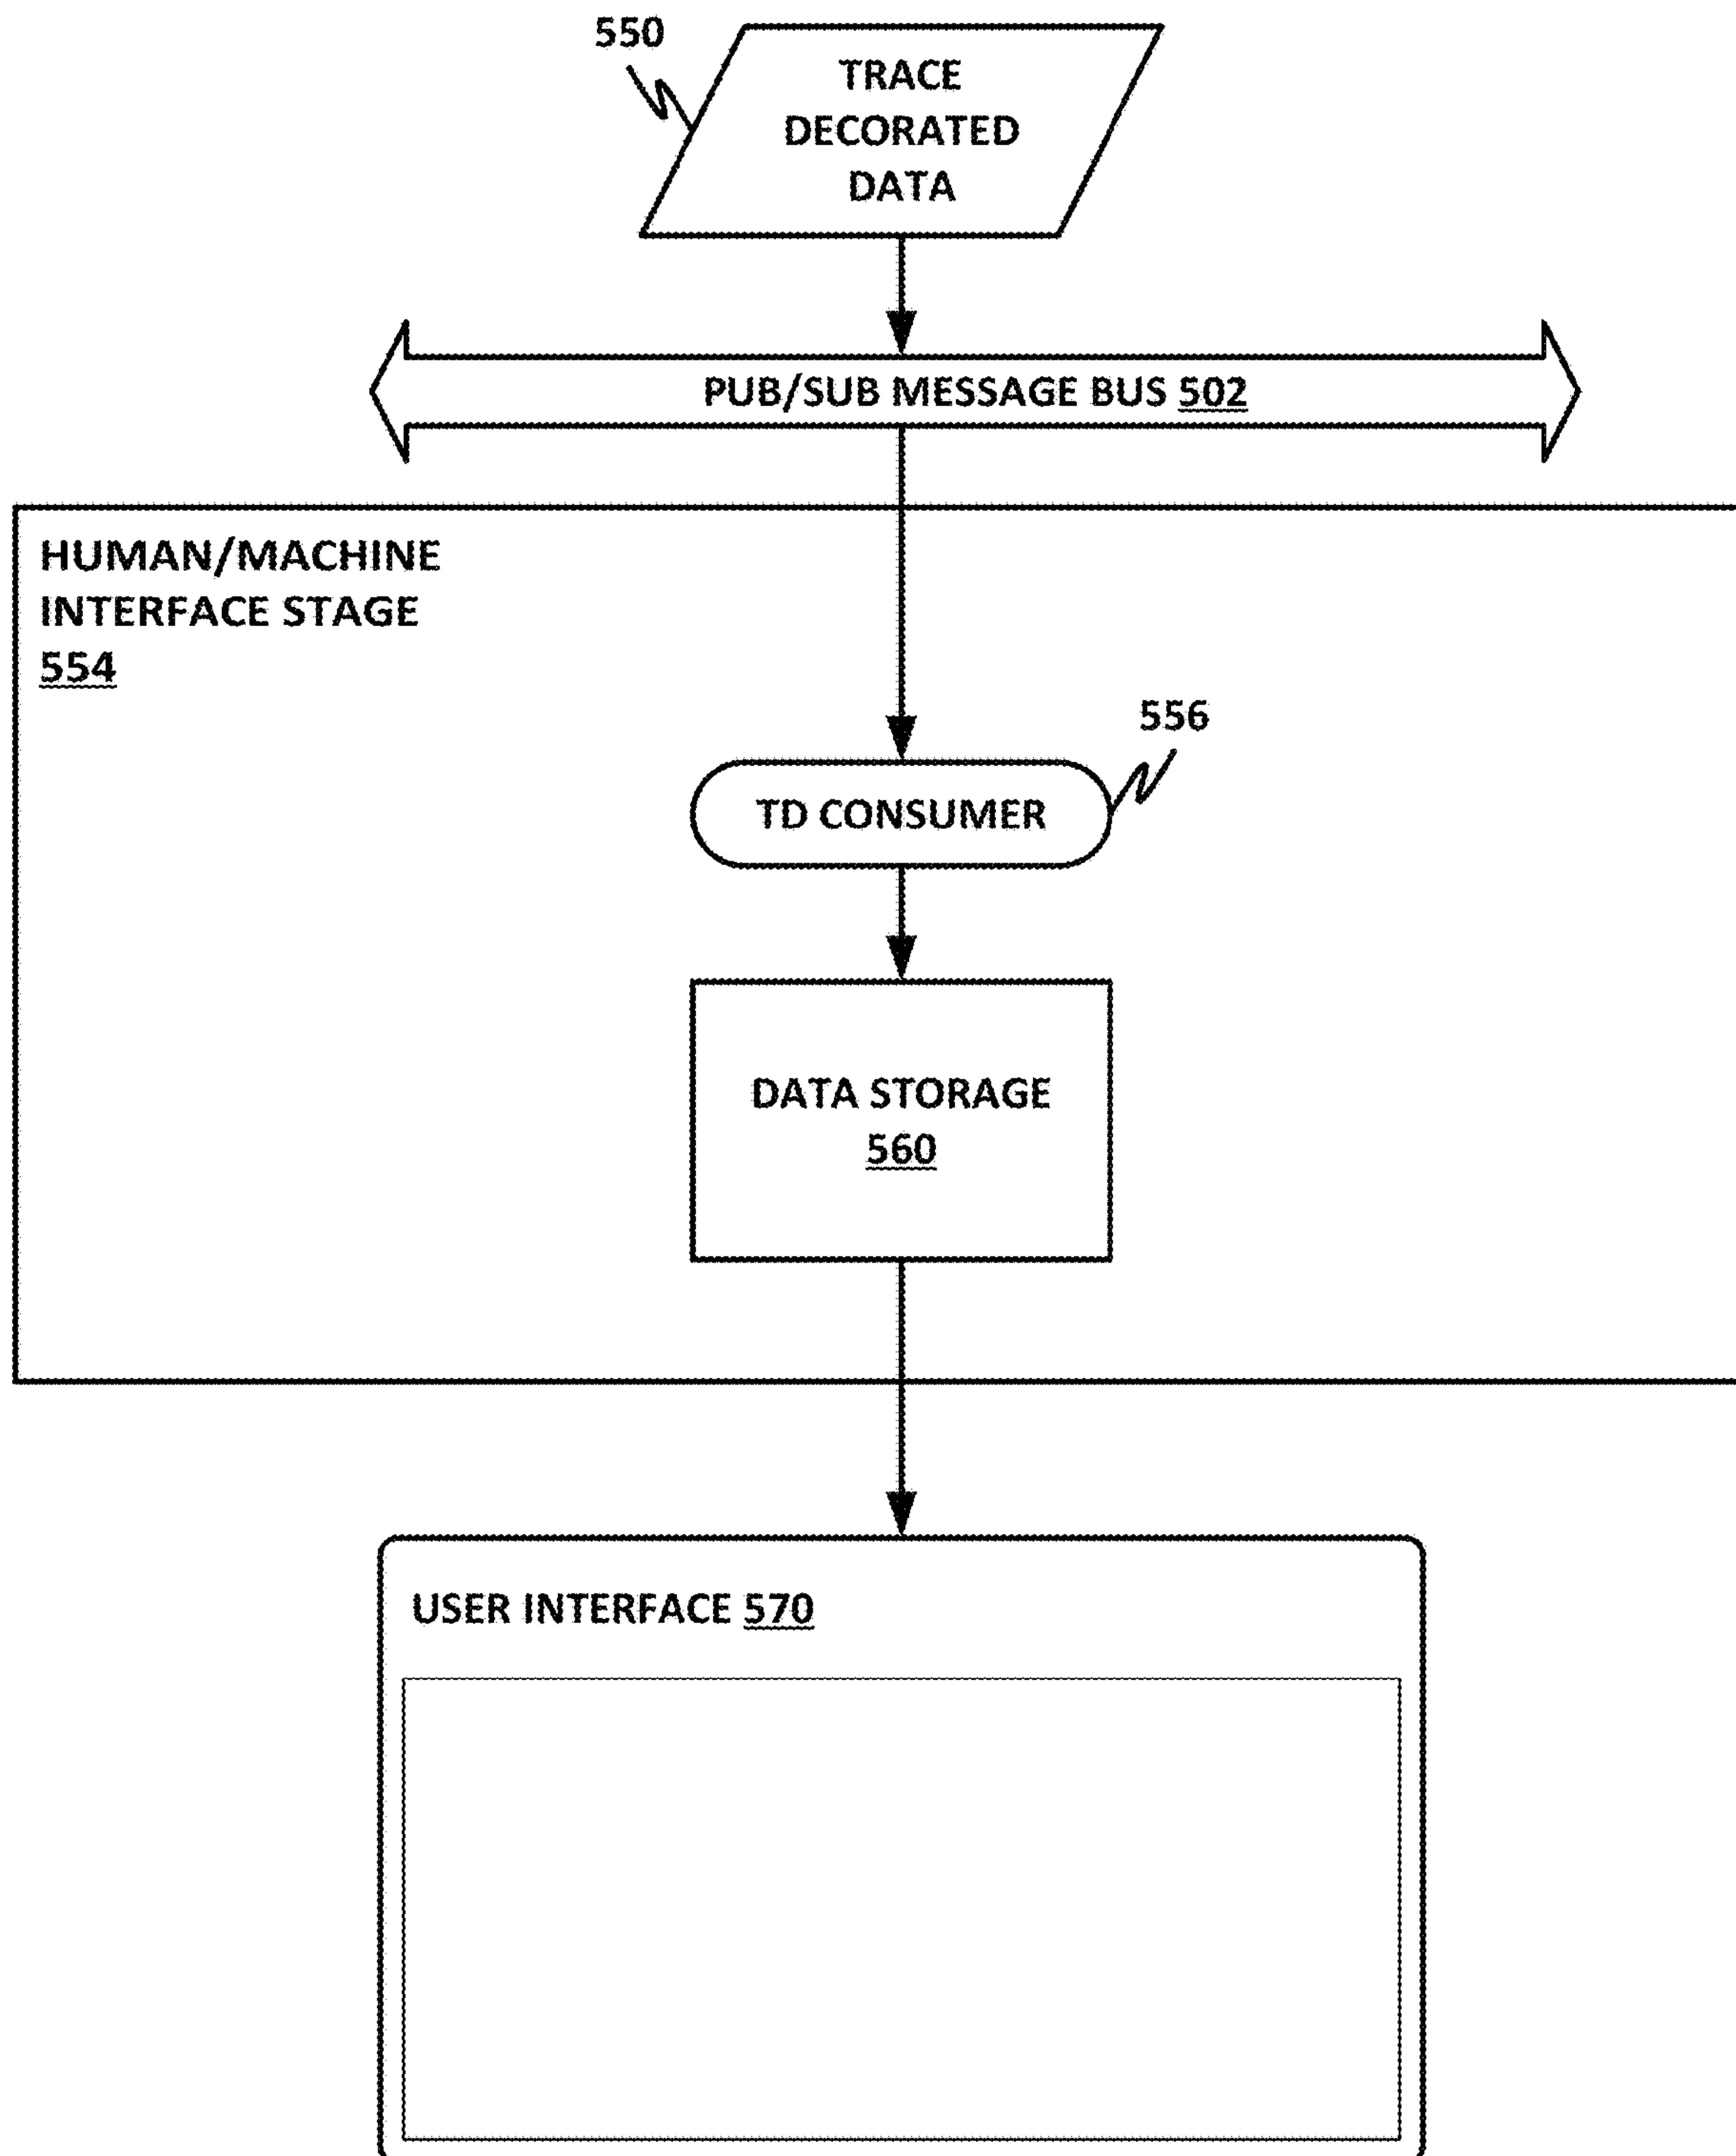 550
TRACE
DECORATED
DATA
PUB/SUB MESSAGE BUS 502
HUMAN/MACHINE
INTERFACE STAGE
554
556
TD CONSUMER
DATA STORAGE
560
USER INTERFACE 570